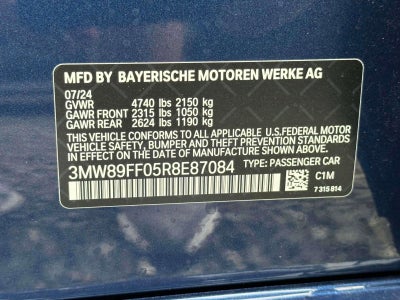 MFD BY BAYERISCHE MOTOREN WERKE AG
07/24
GVWR 4740 lbs 2150 kg
GAWR FRONT 2315 lbs 1050 kg
GAWR REAR 2624 lbs 1190 kg
THIS VEHICLE CONFORMS TO ALL APPLICABLE U.S.FEDERAL MOTOR
VEHICLE SAFETY, BUMPER, AND THEFT PREVENTION STANDARDS
IN EFFECT ON THE DATE OF MANUFACTURE SHOWN ABOVE.
3MW89FF05R8E87084 TYPE: PASSENGER CAR
C1M
7 315 814